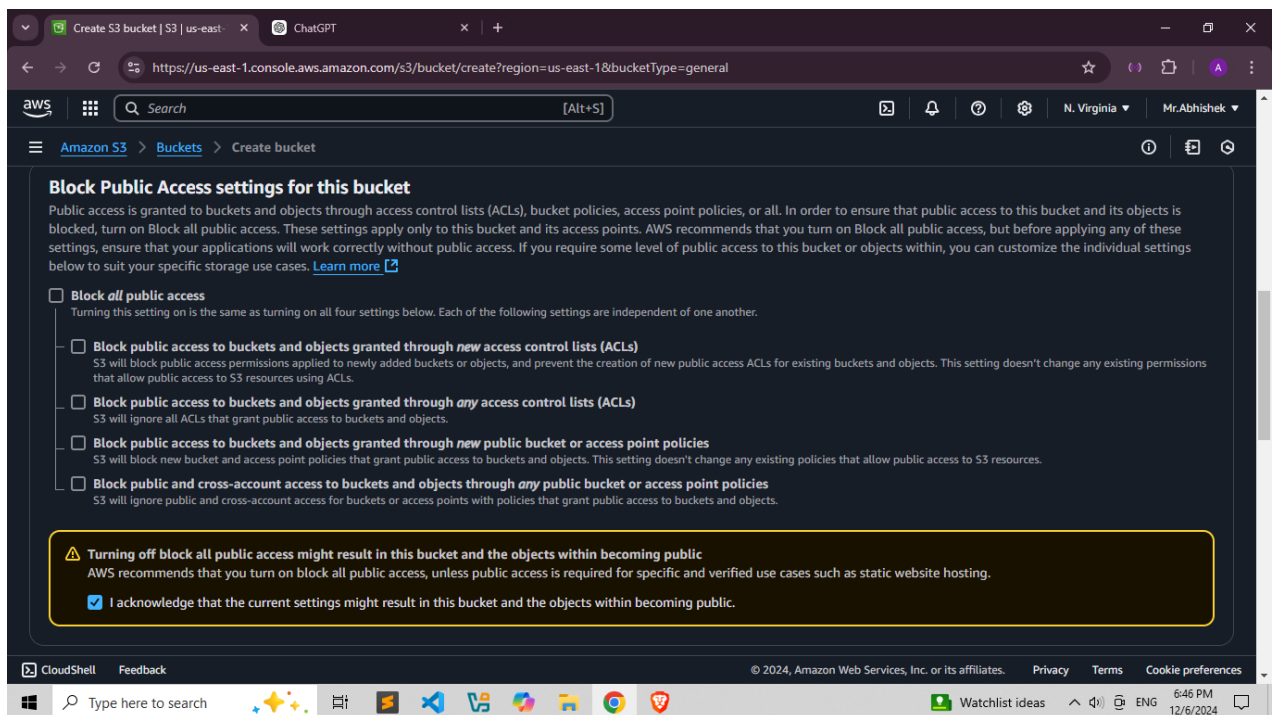 Create S3 bucket | S3 | us-east-
ChatGPT
https://us-east-1.console.aws.amazon.com/s3/bucket/create?region=us-east-1&bucketType=general
A
aws
Search
[Alt+S]
N. Virginia
Mr.Abhishek
Amazon S3 > Buckets > Create bucket
Block Public Access settings for this bucket
Public access is granted to buckets and objects through access control lists (ACLs), bucket policies, access point policies, or all. In order to ensure that public access to this bucket and its objects is
blocked, turn on Block all public access. These settings apply only to this bucket and its access points. AWS recommends that you turn on Block all public access, but before applying any of these
settings, ensure that your applications will work correctly without public access. If you require some level of public access to this bucket or objects within, you can customize the individual settings
below to suit your specific storage use cases. Learn more
Block all public access
Turning this setting on is the same as turning on all four settings below. Each of the following settings are independent of one another.
Block public access to buckets and objects granted through new access control lists (ACLs)
S3 will block public access permissions applied to newly added buckets or objects, and prevent the creation of new public access ACLs for existing buckets and objects. This setting doesn't change any existing permissions
that allow public access to S3 resources using ACLs.
Block public access to buckets and objects granted through any access control lists (ACLs)
S3 will ignore all ACLs that grant public access to buckets and objects.
Block public access to buckets and objects granted through new public bucket or access point policies
S3 will block new bucket and access point policies that grant public access to buckets and objects. This setting doesn't change any existing policies that allow public access to S3 resources.
Block public and cross-account access to buckets and objects through any public bucket or access point policies
S3 will ignore public and cross-account access for buckets or access points with policies that grant public access to buckets and objects.
Turning off block all public access might result in this bucket and the objects within becoming public
AWS recommends that you turn on block all public access, unless public access is required for specific and verified use cases such as static website hosting.
I acknowledge that the current settings might result in this bucket and the objects within becoming public.
CloudShell Feedback © 2024, Amazon Web Services, Inc. or its affiliates. Privacy Terms Cookie preferences
Type here to search
Watchlist ideas
ENG
6:46 PM
12/6/2024